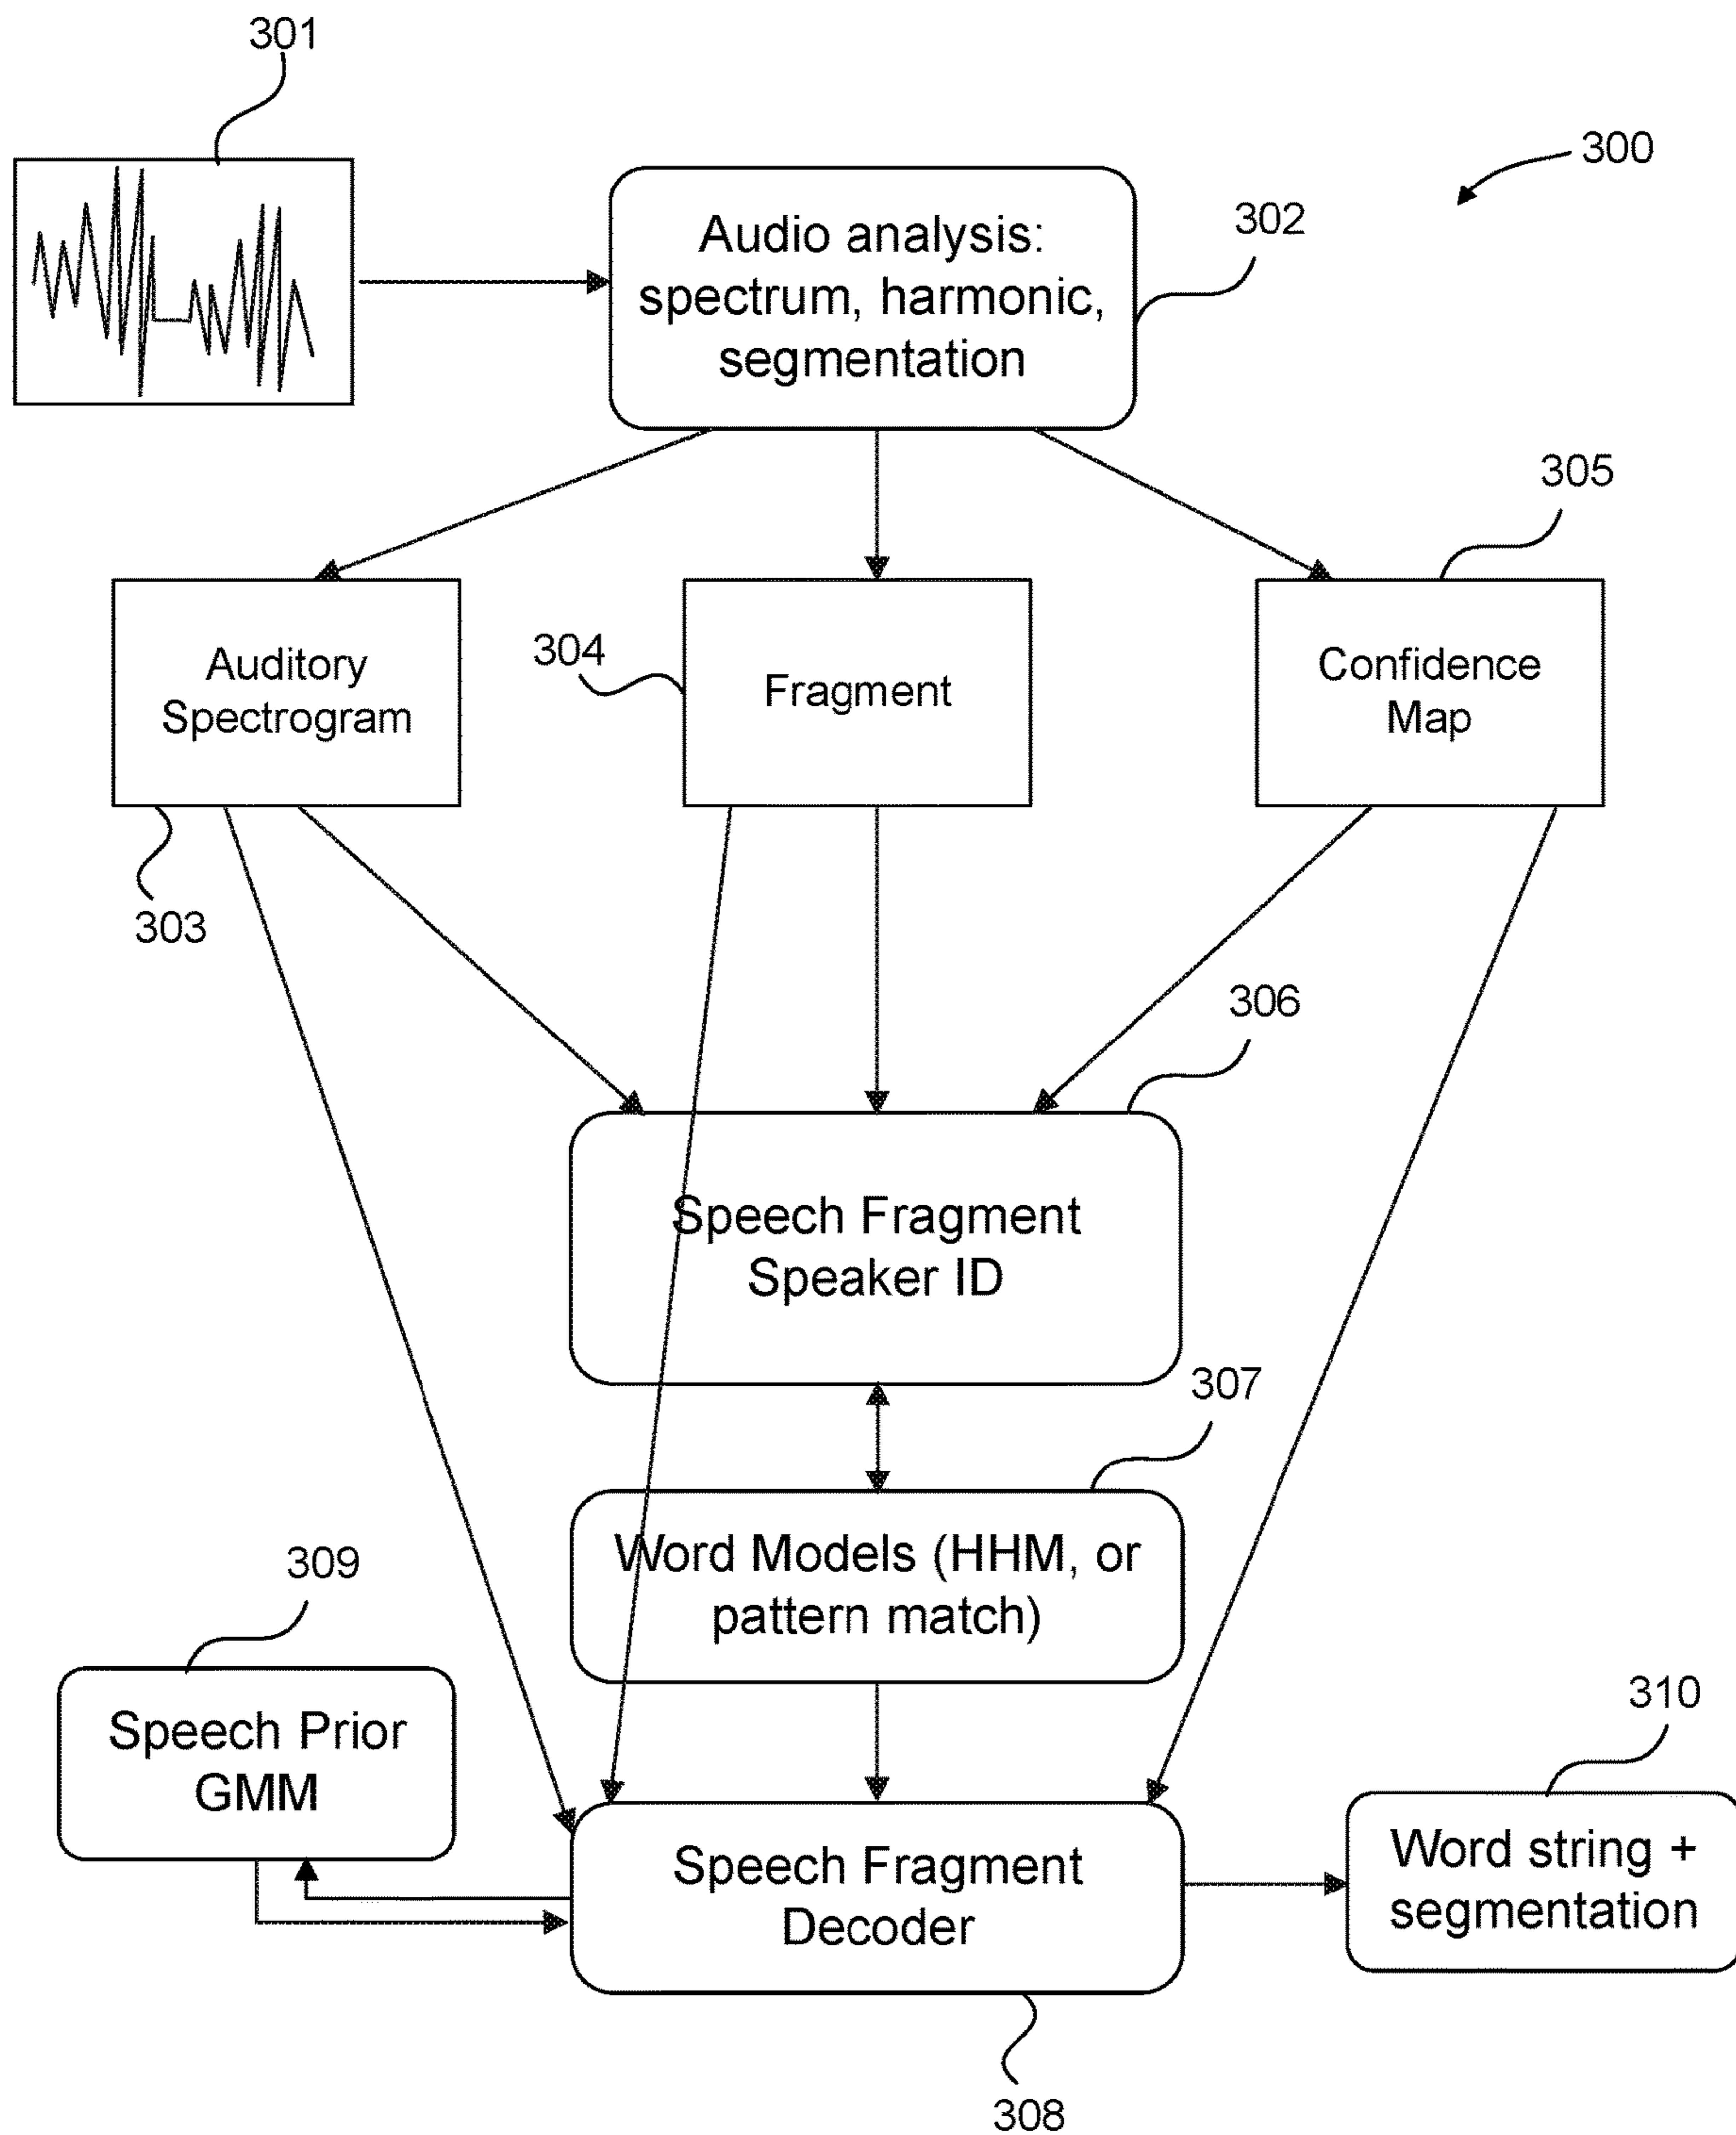 301
300
302
Audio analysis:
spectrum, harmonic,
segmentation
305
304
Auditory
Spectrogram
Fragment
Confidence
Map
303
306
Speech Fragment
Speaker ID
307
Word Models (HHM, or
pattern match)
309
Speech Prior
GMM
310
Speech Fragment
Decoder
Word string +
segmentation
308